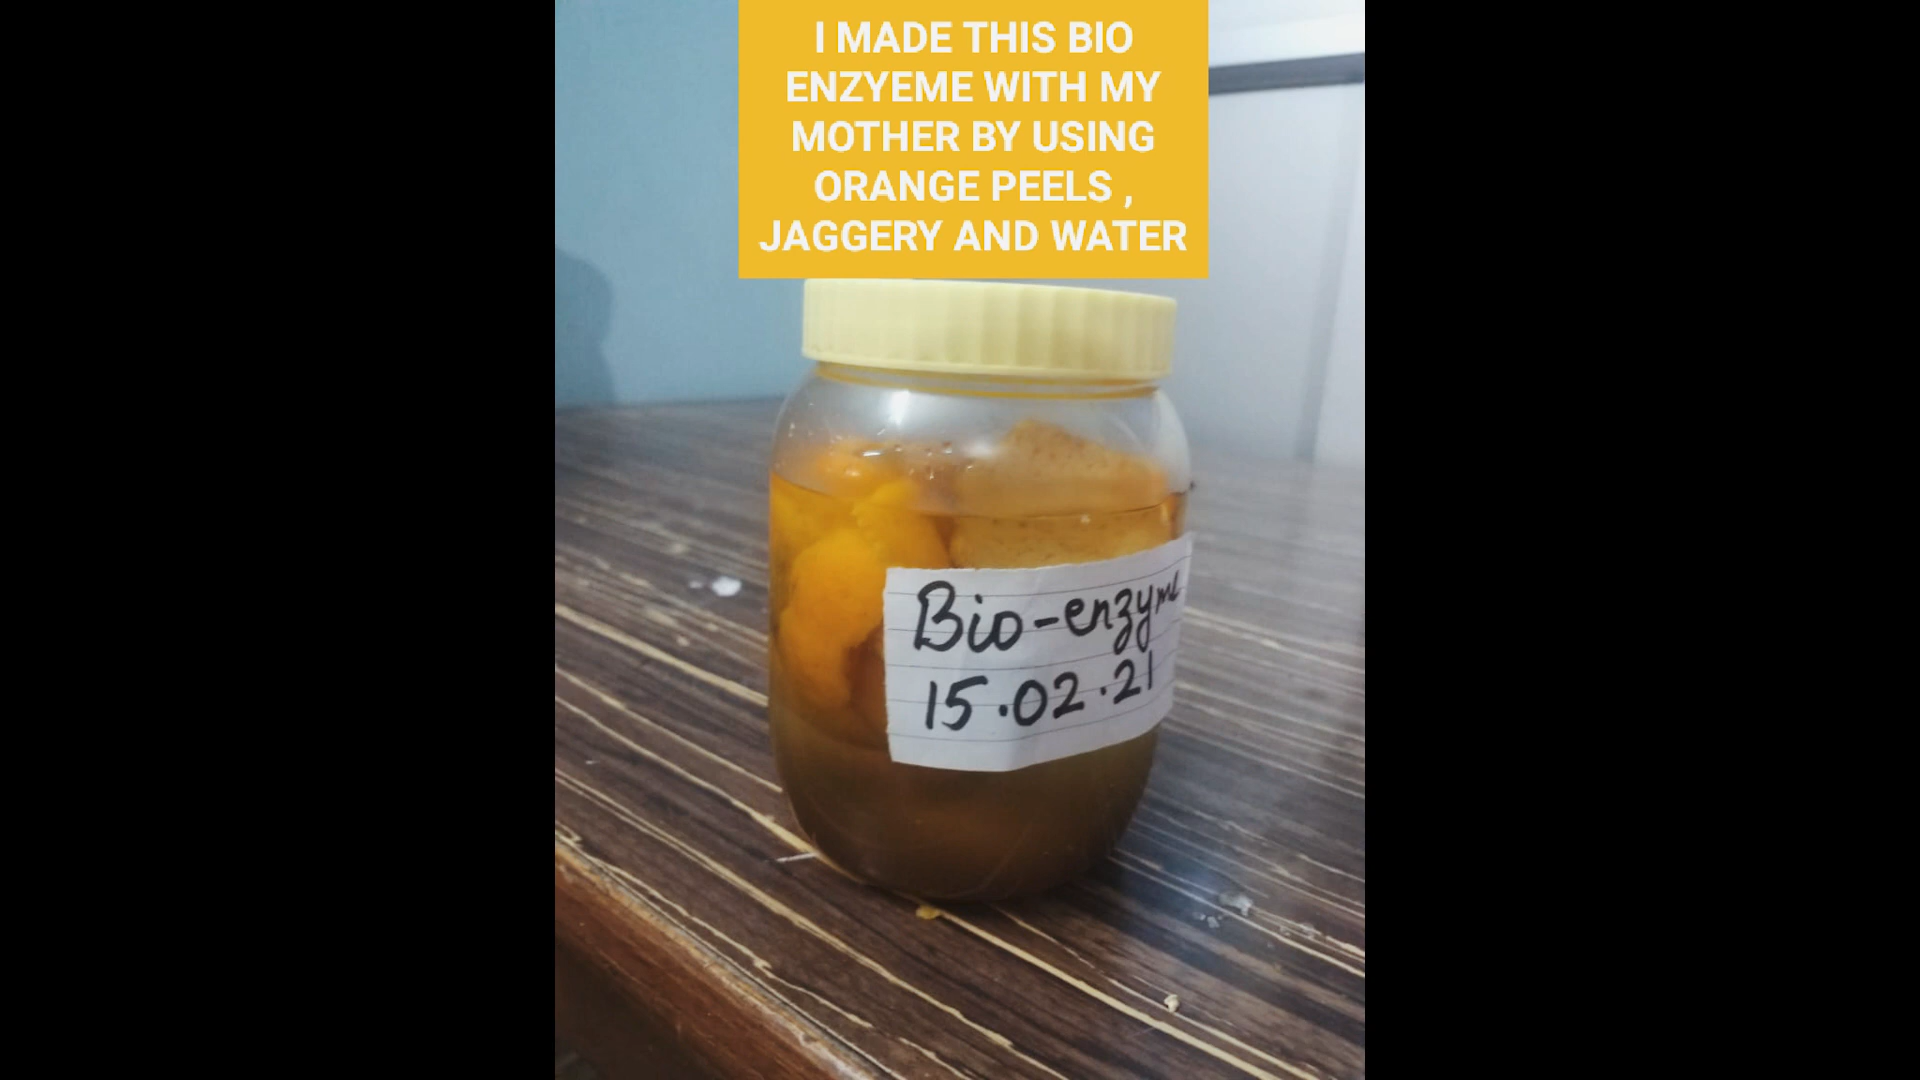 I MADE THIS BIO
ENZYEME WITH MY
MOTHER BY USING
ORANGE PEELS ,
JAGGERY AND WATER
Bio-enzyme
15.02.21